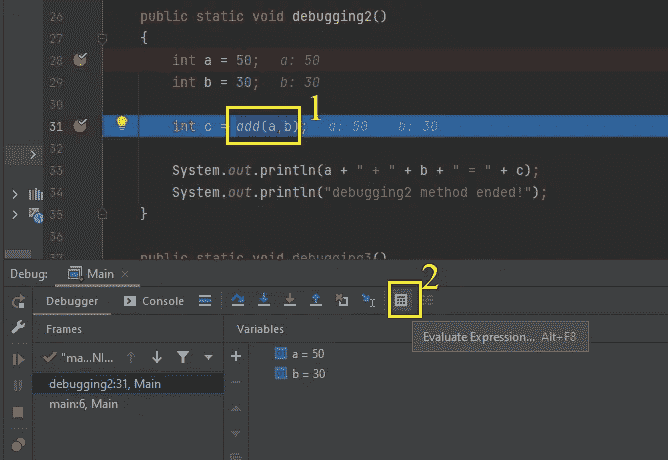 26 public static void debugging2()
27 {
28 int a = 50; a: 50
29 int b = 30; b: 30
30
31 int c = add(a,b); a: 50 b: 30
1
32
33 System.out.println(a + " + " + b + " = " + c);
34 System.out.println("debugging2 method ended!");
35 }
36
37 public static void debugging3()
Debug: Main ×
2
Debugger Console
Evaluate Expression... Alt+F8
Frames Variables
"ma...NI...
a = 50
b = 30
debugging2:31, Main
main:6, Main